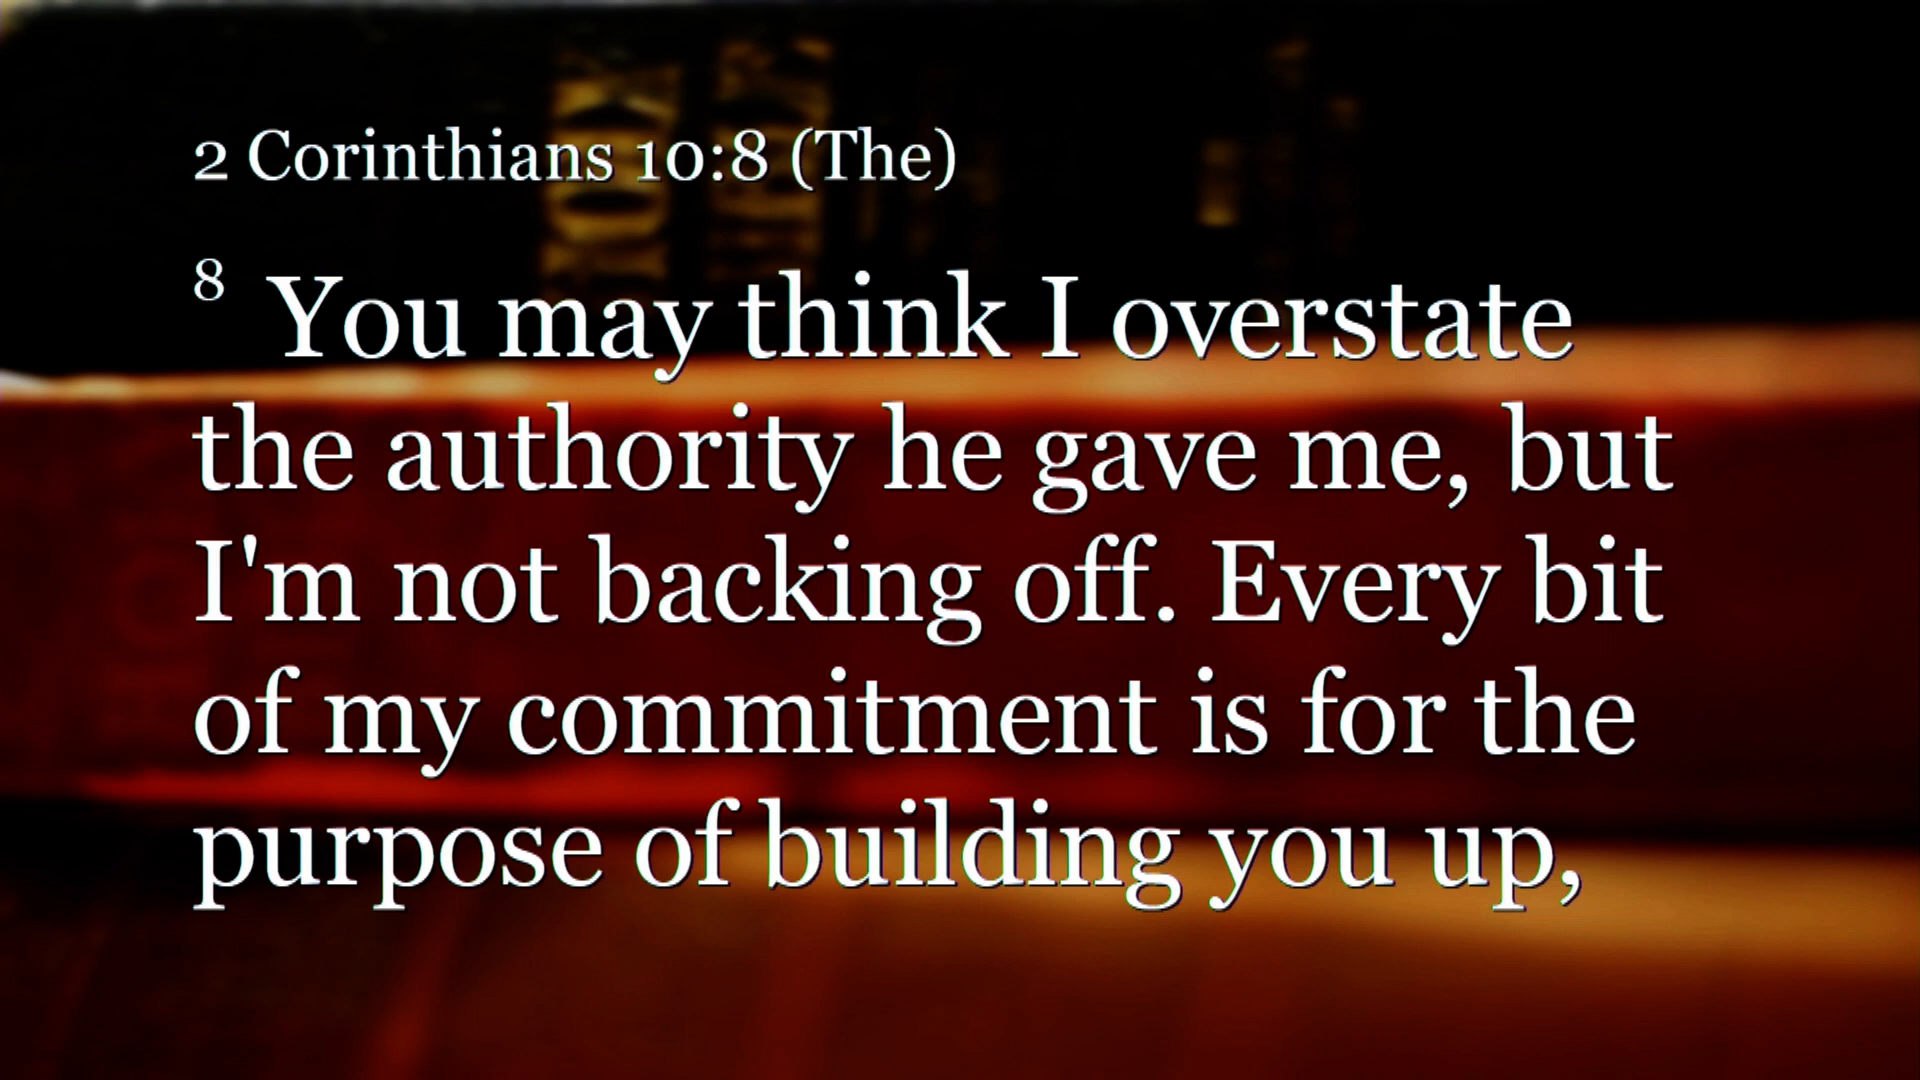 2 Corinthians 10:8 (The)
8 You may think I overstate
the authority he gave me, but
I'm not backing off. Every bit
of my commitment is for the
purpose of building you up,